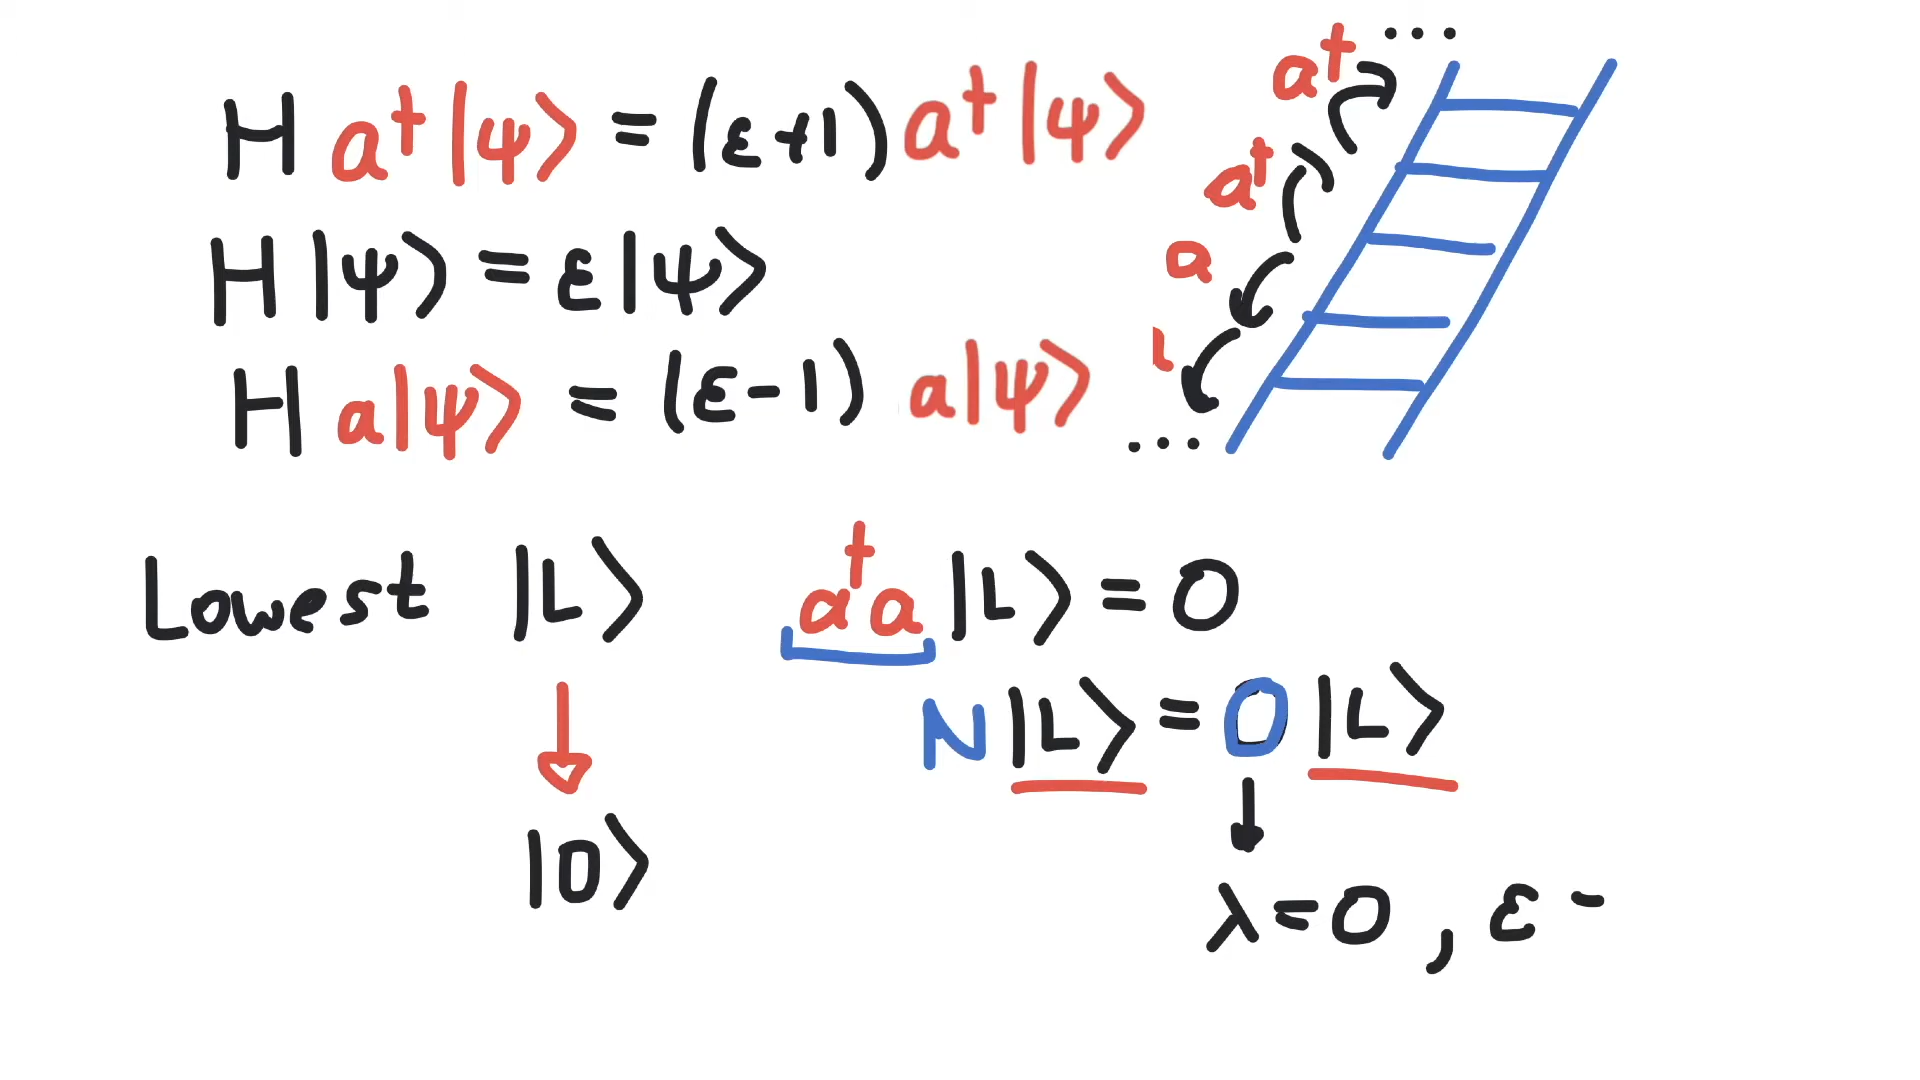 H a†|ψ⟩ = (ε+1) a†|ψ⟩
H|ψ⟩ = ε|ψ⟩
H a|ψ⟩ = (ε-1) a|ψ⟩
...
a†
a†
a
...
Lowest |L⟩
a†a|L⟩ = 0
N|L⟩ = 0|L⟩
|0⟩
λ=0 , ε -